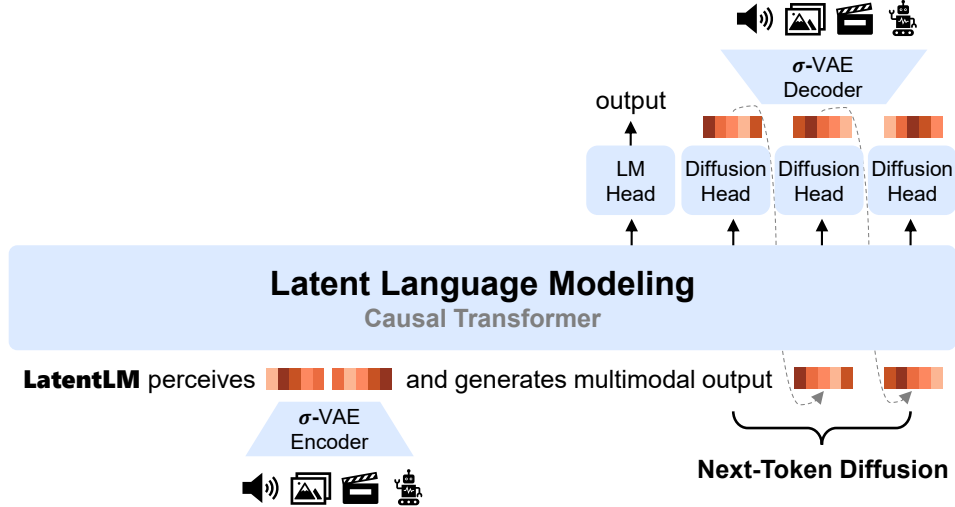 σ-VAE
Decoder
output
LM
Head
Diffusion
Head
Diffusion
Head
Diffusion
Head
Latent Language Modeling
Causal Transformer
LatentLM perceives and generates multimodal output
σ-VAE
Encoder
Next-Token Diffusion